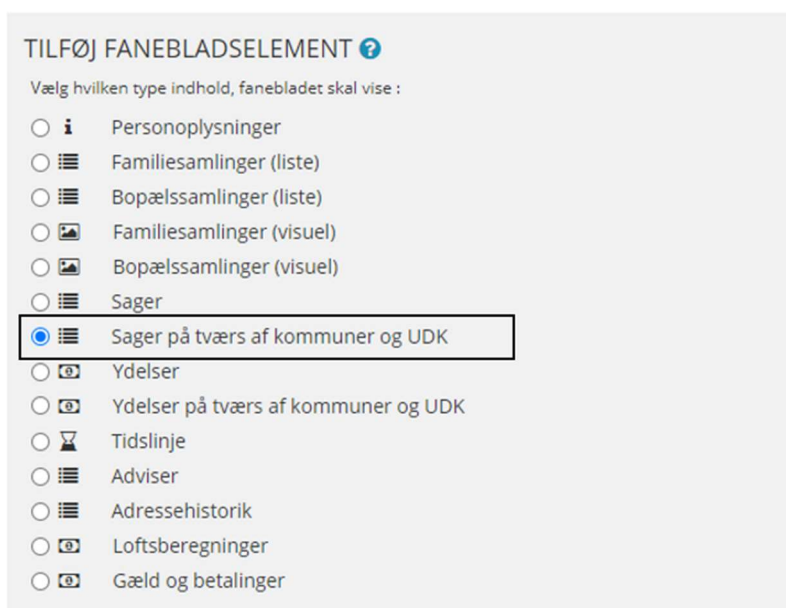 TILFØJ FANEBLADSELEMENT ?
Vælg hvilken type indhold, fanebladet skal vise :
Personoplysninger
Familiesamlinger (liste)
Bopælssamlinger (liste)
Familiesamlinger (visuel)
Bopælssamlinger (visuel)
Sager
Sager på tværs af kommuner og UDK
Ydelser
Ydelser på tværs af kommuner og UDK
Tidslinje
Adviser
Adressehistorik
Loftsberegninger
Gæld og betalinger